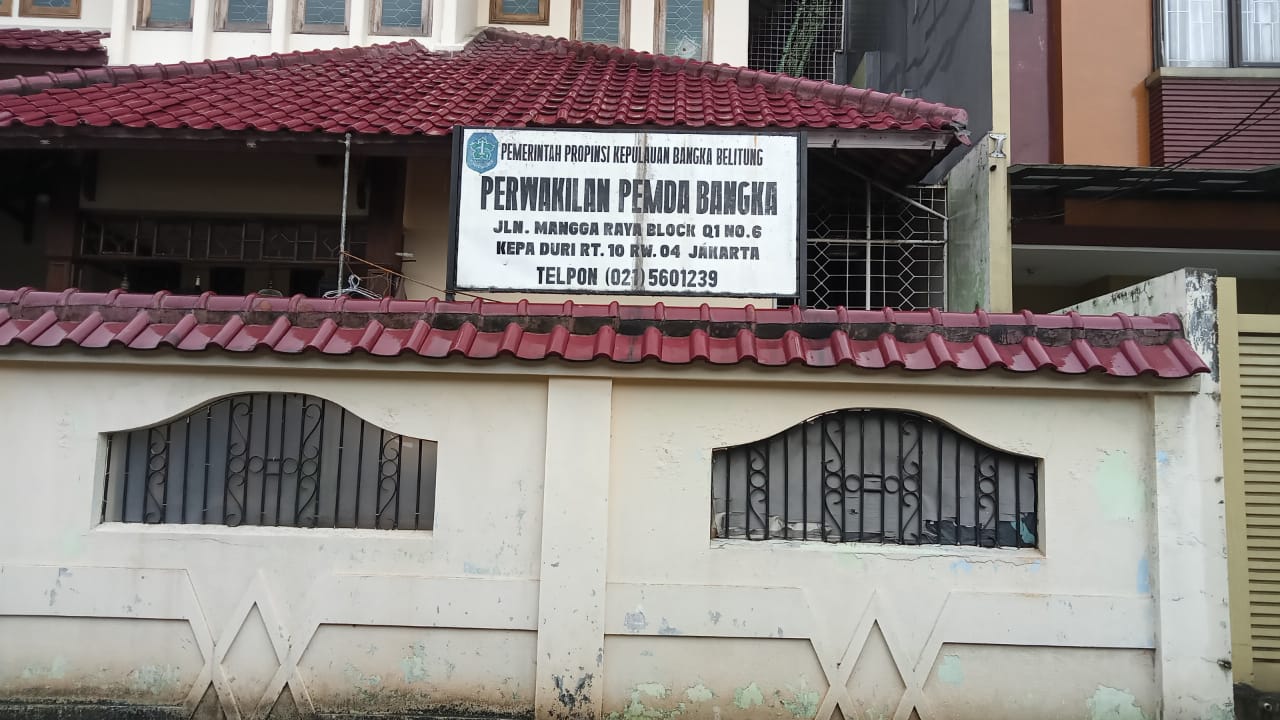 PEMERINTAH PROPINSI KEPULAUAN BANGKA BELITUNG
PERWAKILAN PEMDA BANGKA
JLN. MANGGA RAYA BLOCK Q1 NO.6
KEPA DURI RT. 10 RW. 04 JAKARTA
TELPON (021) 5601239